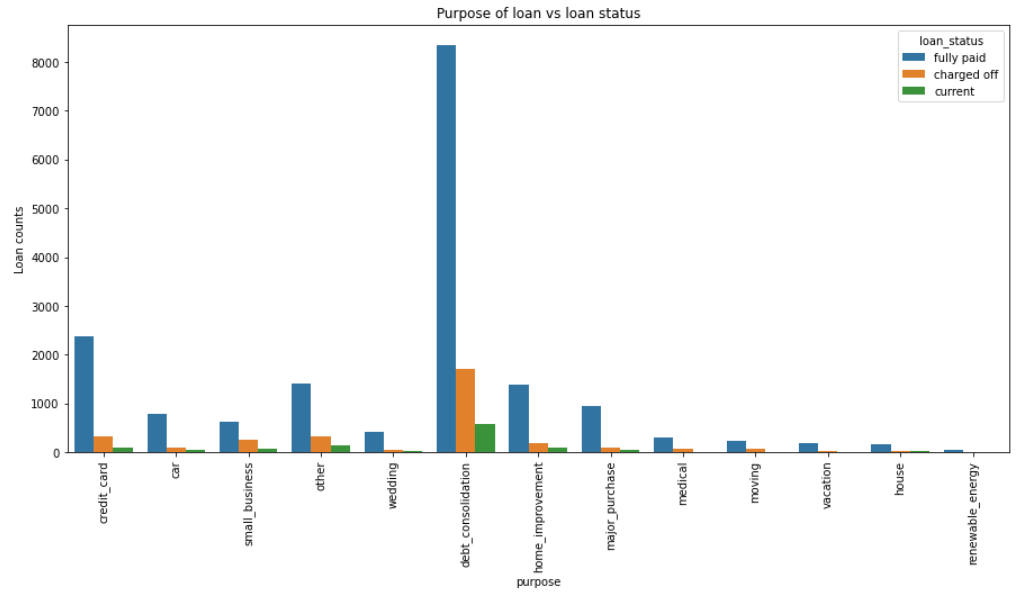 Purpose of loan vs loan status
loan_status
fully paid
charged off
current
Loan counts
8000
7000
6000
5000
4000
3000
2000
1000
0
credit_card
car
small_business
other
wedding
debt_consolidation
home_improvement
major_purchase
medical
moving
vacation
house
renewable_energy
purpose